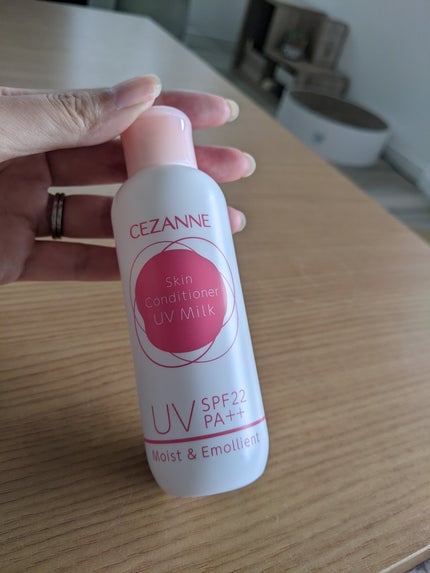 CEZANNE
Skin
Conditioner
UV Milk
UV SPF22
PA++
Moist & Emollient